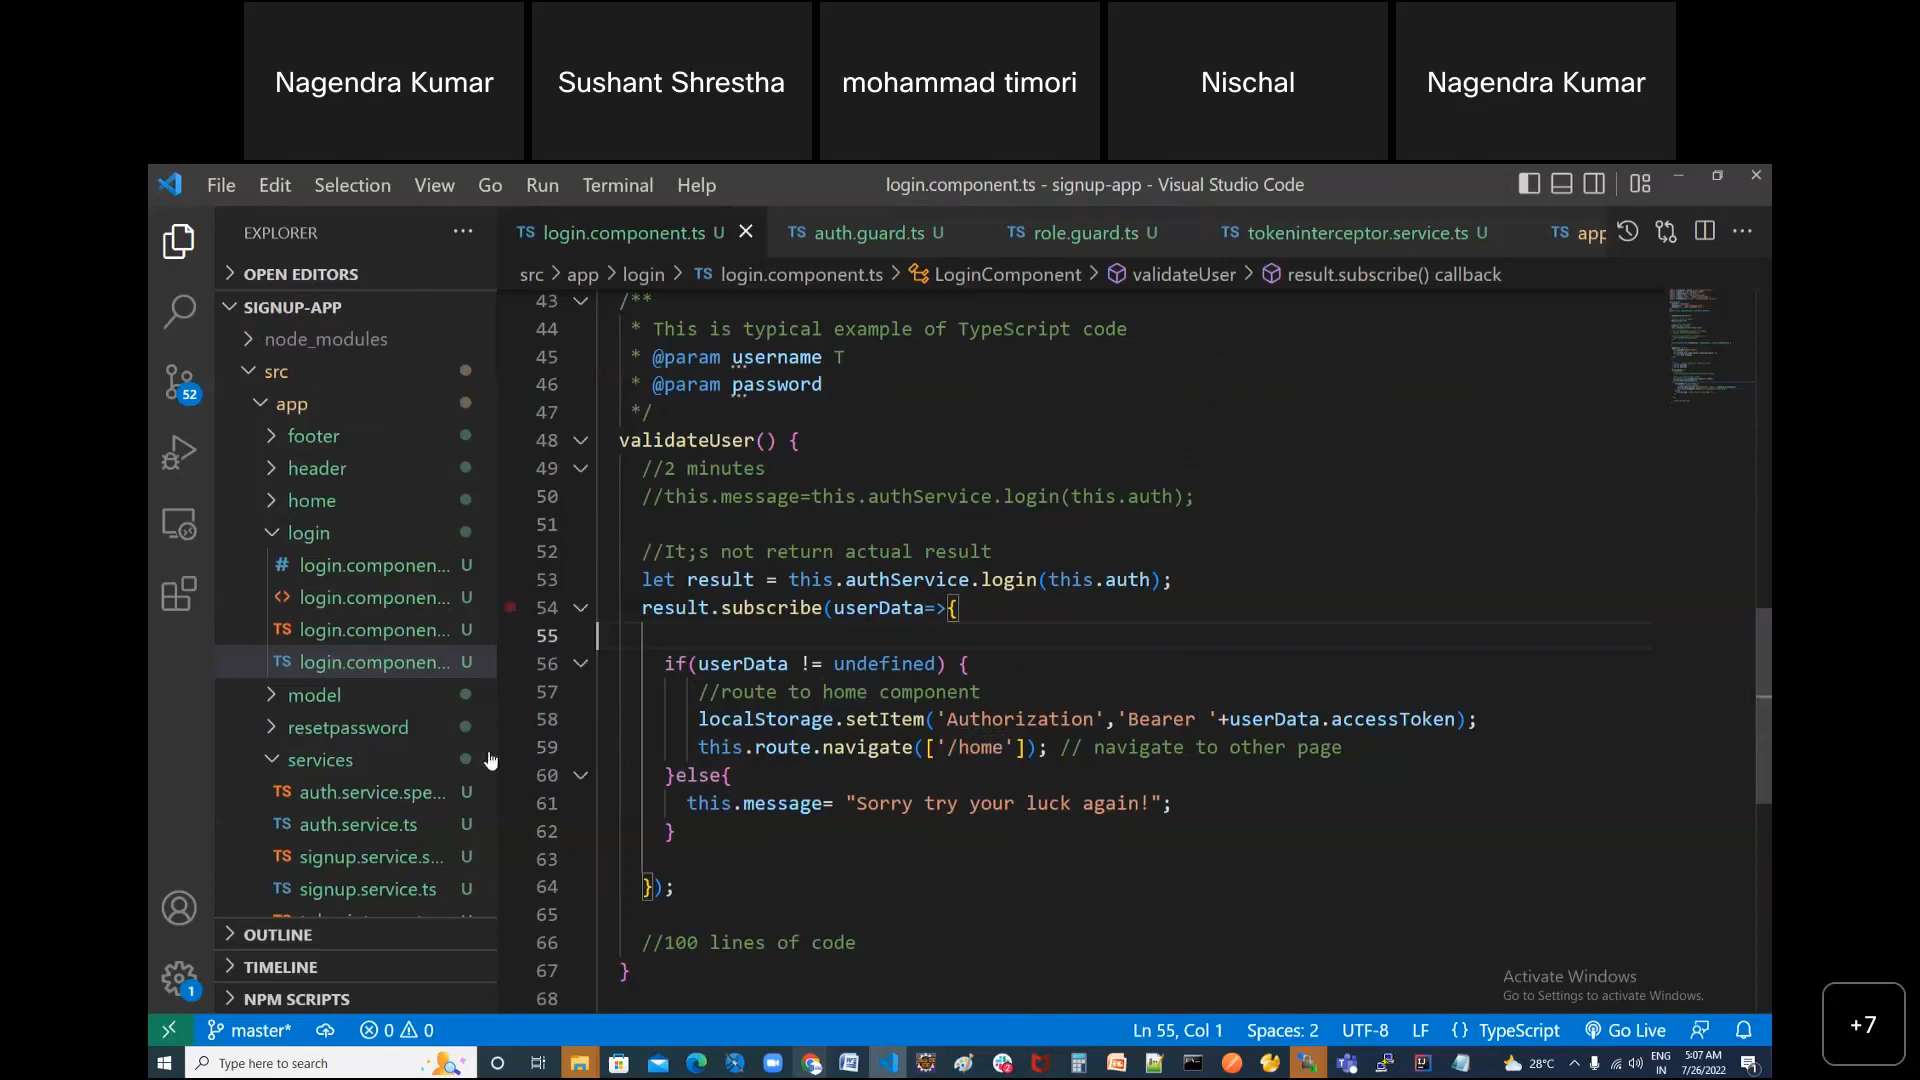 Nagendra Kumar
Sushant Shrestha
mohammad timori
Nischal
Nagendra Kumar
File Edit Selection View Go Run Terminal Help
login.component.ts - signup-app - Visual Studio Code
EXPLORER
TS login.component.ts U
TS auth.guard.ts U
TS role.guard.ts U
TS tokeninterceptor.service.ts U
TS app
OPEN EDITORS
src > app > login > TS login.component.ts > LoginComponent > validateUser > result.subscribe() callback
SIGNUP-APP
node_modules
src
app
footer
header
home
login
# login.componen... U
<> login.componen... U
TS login.componen... U
TS login.componen... U
model
resetpassword
services
TS auth.service.spe... U
TS auth.service.ts U
TS signup.service.s... U
TS signup.service.ts U
OUTLINE
TIMELINE
NPM SCRIPTS
52
1
43 /**
44 * This is typical example of TypeScript code
45 * @param username T
46 * @param password
47 */
48 validateUser() {
49 //2 minutes
50 //this.message=this.authService.login(this.auth);
51
52 //It;s not return actual result
53 let result = this.authService.login(this.auth);
54 result.subscribe(userData=>{
55
56 if(userData != undefined) {
57 //route to home component
58 localStorage.setItem('Authorization','Bearer '+userData.accessToken);
59 this.route.navigate(['/home']); // navigate to other page
60 }else{
61 this.message= "Sorry try your luck again!";
62 }
63
64 });
65
66 //100 lines of code
67 }
68
Activate Windows
Go to Settings to activate Windows.
master* 0 0
Ln 55, Col 1 Spaces: 2 UTF-8 LF {} TypeScript Go Live
Type here to search
28°C
ENG
IN
5:07 AM
7/26/2022
+7